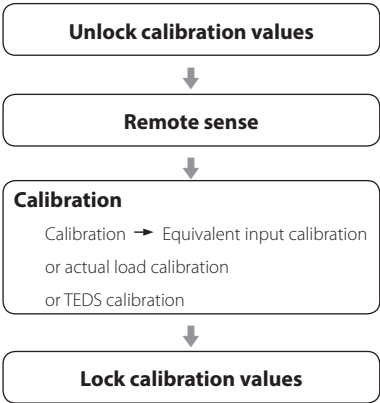 Unlock calibration values
Remote sense
Calibration
Calibration → Equivalent input calibration
or actual load calibration
or TEDS calibration
Lock calibration values